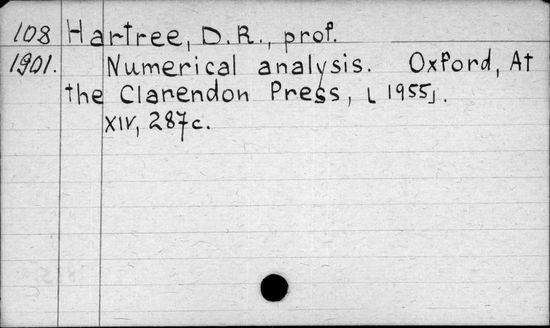 108 Hartree, D.R., prof.
1901. Numerical analysis. Oxford, At
the Clarendon Press, [1955].
XIV, 287c.